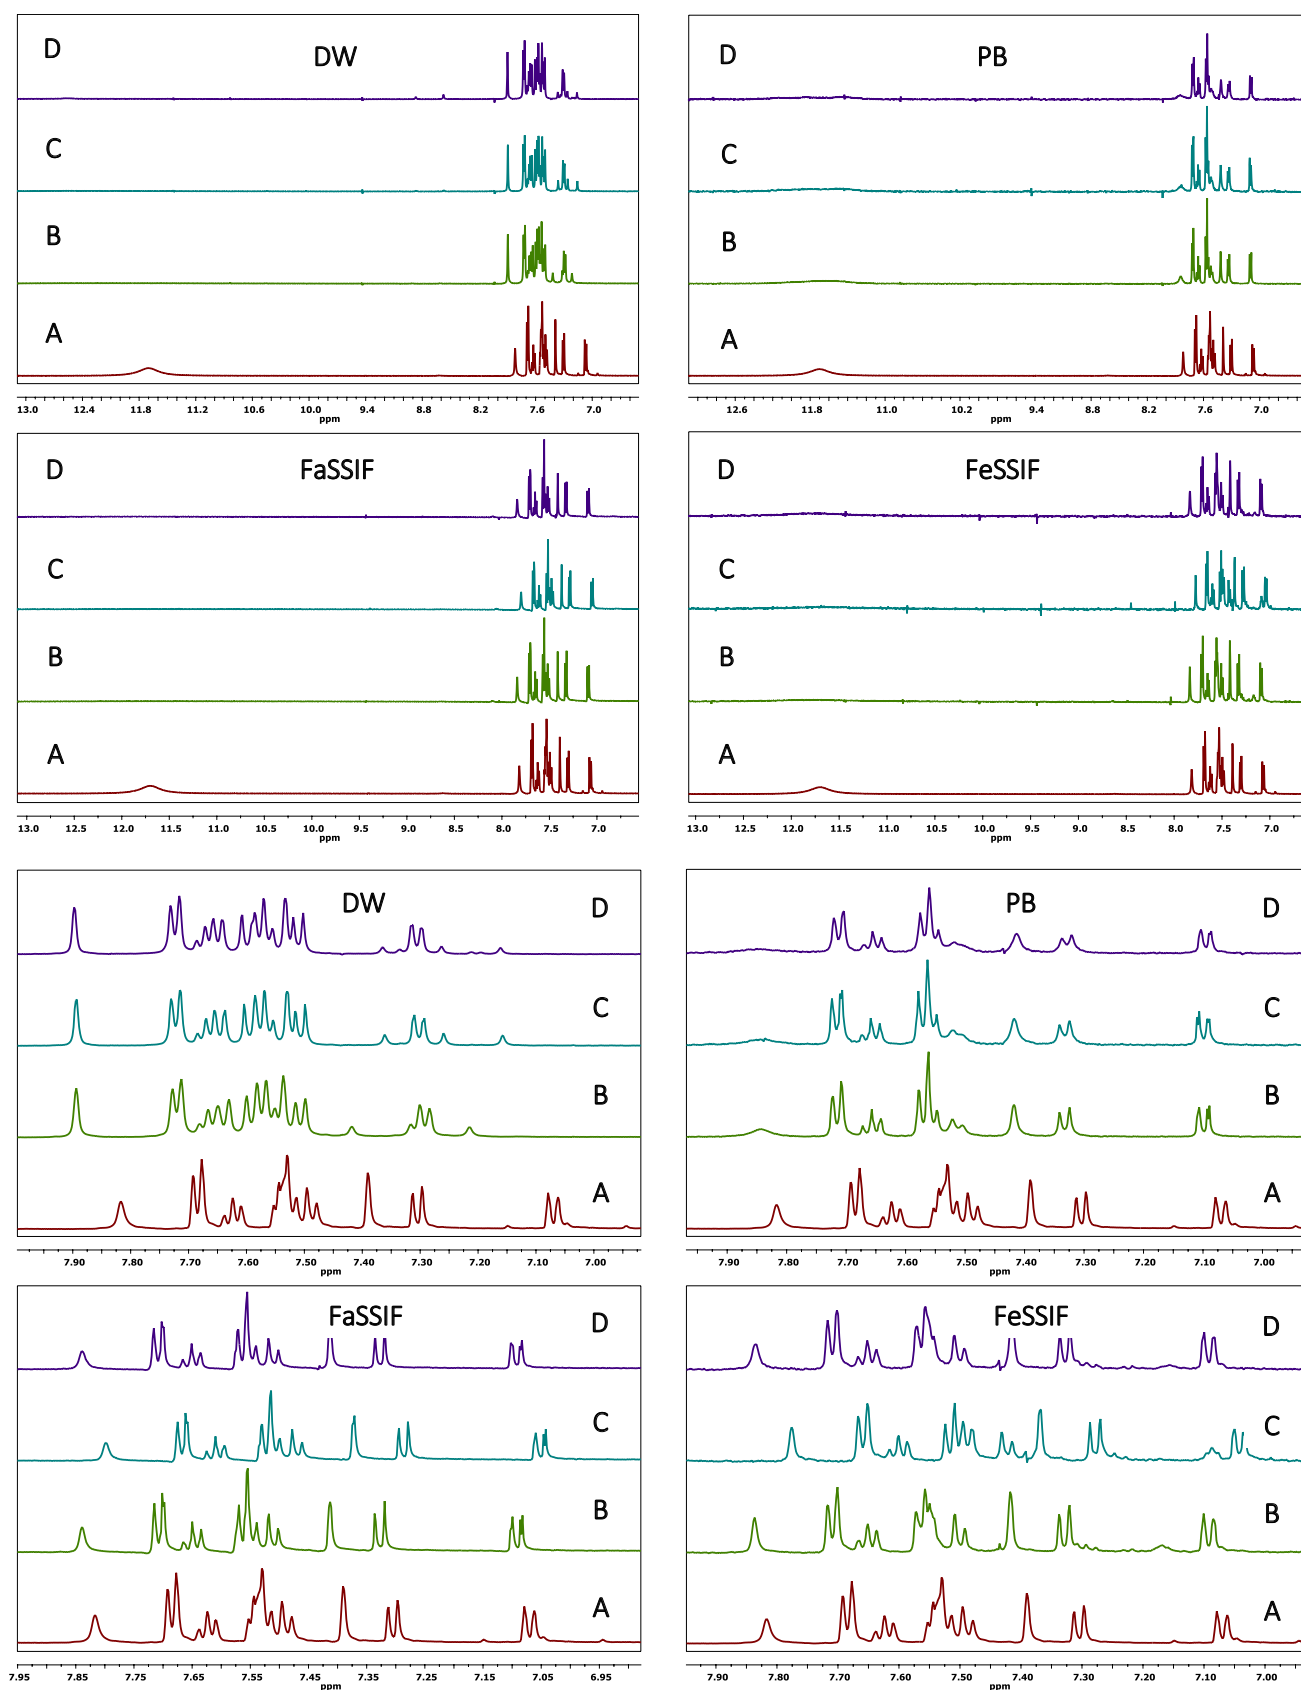 D DW
C
B
A
13.0 12.4 11.8 11.2 10.6 10.0 9.4 8.8 8.2 7.6 7.0
ppm
D PB
C
B
A
12.6 11.8 11.0 10.2 9.4 8.8 8.2 7.6 7.0
ppm
D FaSSIF
C
B
A
13.0 12.5 12.0 11.5 11.0 10.5 10.0 9.5 9.0 8.5 8.0 7.5 7.0
ppm
D FeSSIF
C
B
A
13.0 12.5 12.0 11.5 11.0 10.5 10.0 9.5 9.0 8.5 8.0 7.5 7.0
ppm
DW D
C
B
A
7.90 7.80 7.70 7.60 7.50 7.40 7.30 7.20 7.10 7.00
ppm
PB D
C
B
A
7.90 7.80 7.70 7.60 7.50 7.40 7.30 7.20 7.10 7.00
ppm
FaSSIF D
C
B
A
7.95 7.85 7.75 7.65 7.55 7.45 7.35 7.25 7.15 7.05 6.95
ppm
FeSSIF D
C
B
A
7.90 7.80 7.70 7.60 7.50 7.40 7.30 7.20 7.10 7.00
ppm